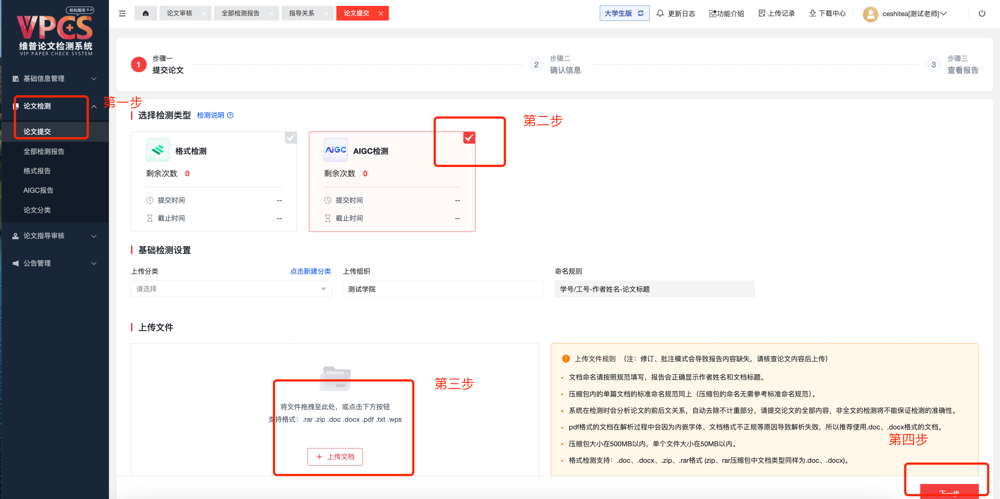 机构服务 6.0
VPCS
维普论文检测系统
VIP PAPER CHECK SYSTEM
论文审核
全部检测报告
指导关系
论文提交
大学生版
更新日志
功能介绍
上传记录
下载中心
ceshitea[测试老师]
基础信息管理
论文检测
论文提交
全部检测报告
格式报告
AIGC报告
论文分类
论文指导审核
公告管理
第一步
1
步骤一
提交论文
2
步骤二
确认信息
3
步骤三
查看报告
选择检测类型 检测说明
第二步
格式检测
剩余次数 0
提交时间 --
截止时间 --
AIGC
AIGC检测
剩余次数 0
提交时间 --
截止时间 --
基础检测设置
上传分类 点击新建分类
请选择
上传组织
测试学院
命名规则
学号/工号-作者姓名-论文标题
上传文件
第三步
将文件拖拽至此处，或点击下方按钮
支持格式：.rar .zip .doc .docx .pdf .txt .wps
上传文档
上传文件规则 （注：修订、批注模式会导致报告内容缺失，请核查论文内容后上传）
文档命名请按照规范填写，报告会正确显示作者姓名和文档标题。
压缩包内的单篇文档的标准命名规范同上（压缩包的命名无需参考标准命名规范）。
系统在检测时会分析论文的前后文关系，自动去除不计重部分，请提交论文的全部内容，非全文的检测将不能保证检测的准确性。
pdf格式的文档在解析过程中会因为内嵌字体、文档格式不正规等原因导致解析失败，所以推荐使用.doc、.docx格式的文档。
压缩包大小在500MB以内，单个文件大小在50MB以内。
格式检测支持：.doc、.docx、.zip、.rar格式 (zip、rar压缩包中文档类型同样为.doc、.docx)。
第四步
下一步